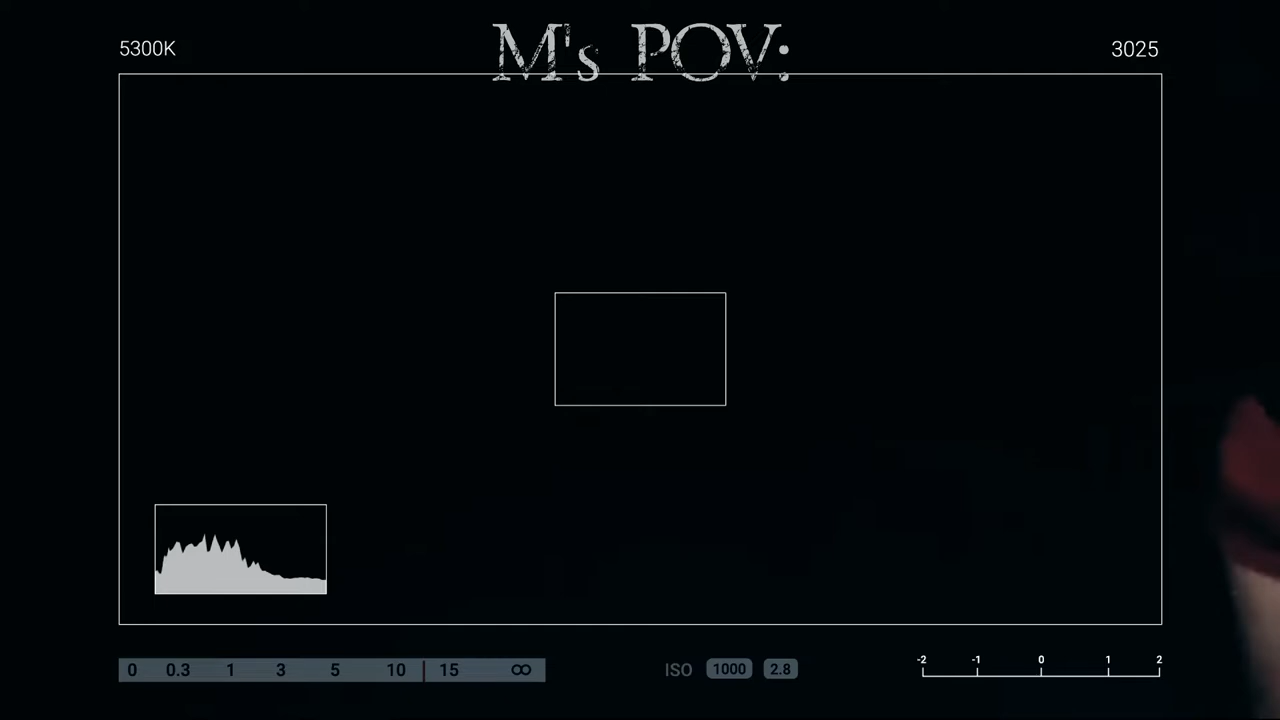 M's POV:
5300K
3025
0 0.3 1 3 5 10 15 ∞
ISO 1000 2.8
-2 -1 0 1 2